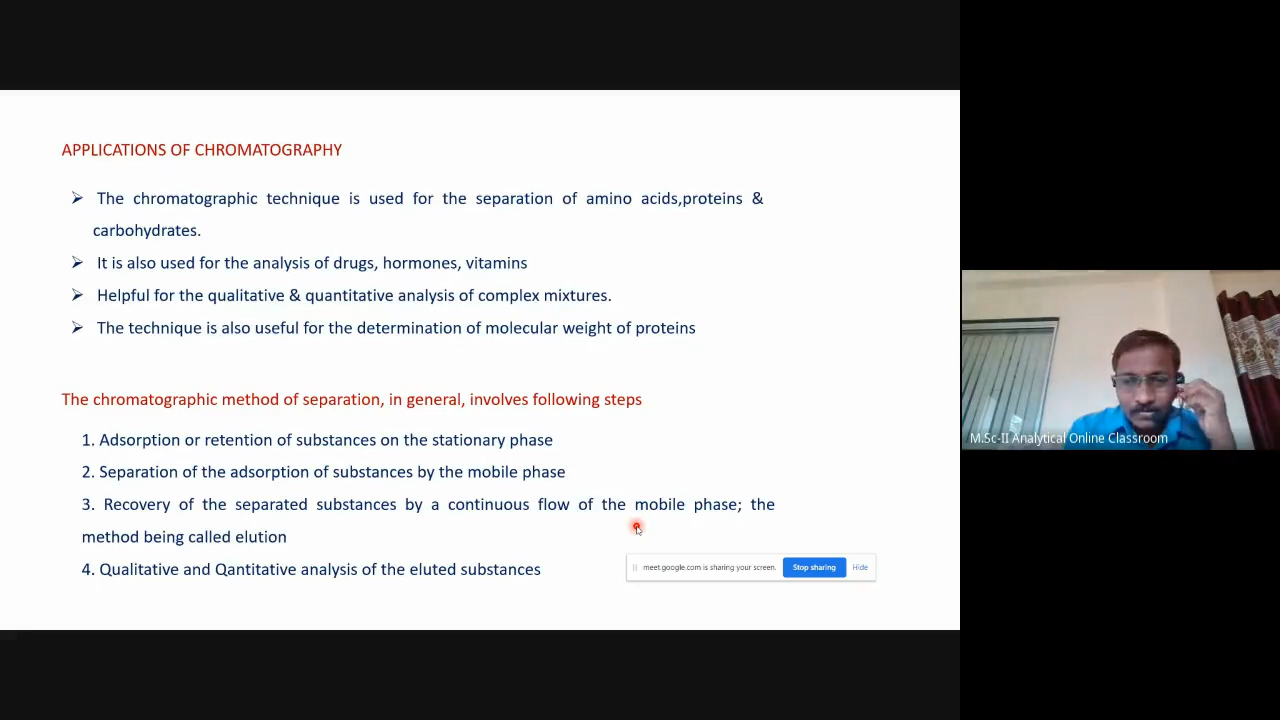 APPLICATIONS OF CHROMATOGRAPHY
The chromatographic technique is used for the separation of amino acids,proteins &
carbohydrates.
It is also used for the analysis of drugs, hormones, vitamins
Helpful for the qualitative & quantitative analysis of complex mixtures.
The technique is also useful for the determination of molecular weight of proteins
The chromatographic method of separation, in general, involves following steps
1. Adsorption or retention of substances on the stationary phase
2. Separation of the adsorption of substances by the mobile phase
3. Recovery of the separated substances by a continuous flow of the mobile phase; the
method being called elution
4. Qualitative and Qantitative analysis of the eluted substances
meet.google.com is sharing your screen. Stop sharing Hide
M.Sc-II Analytical Online Classroom